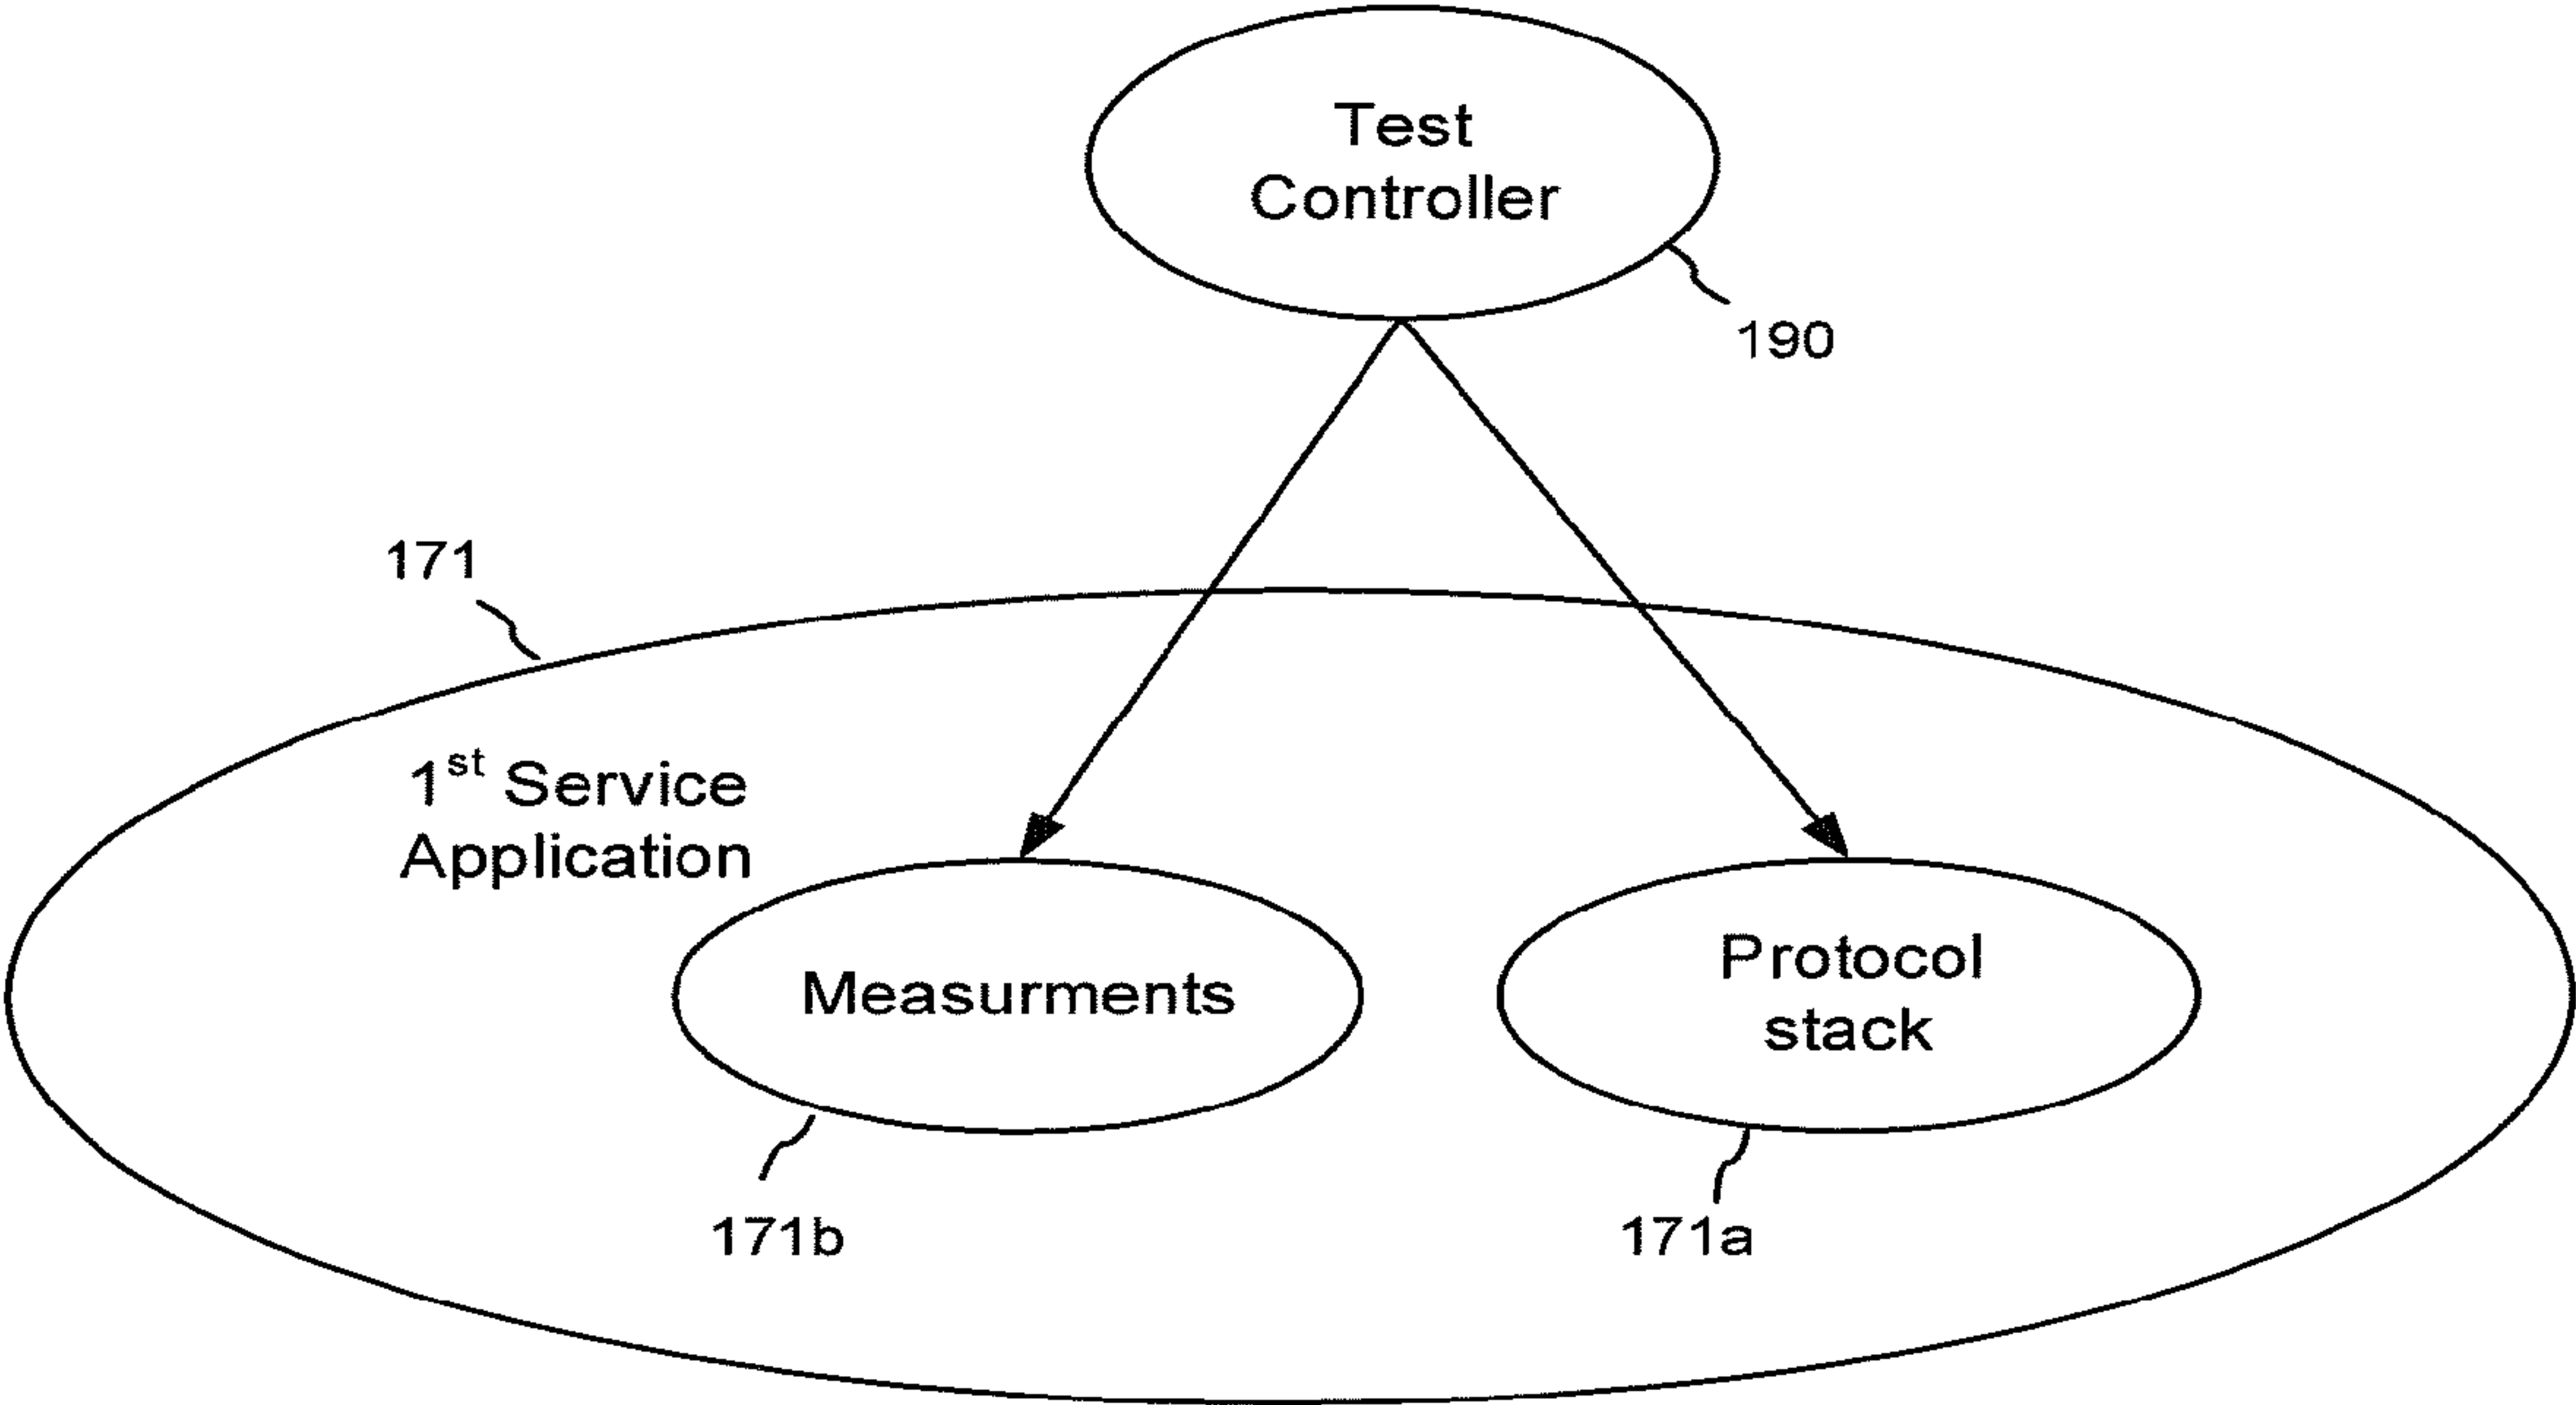 Test
Controller
190
171
1st Service
Application
Measurments
Protocol
stack
171b
171a